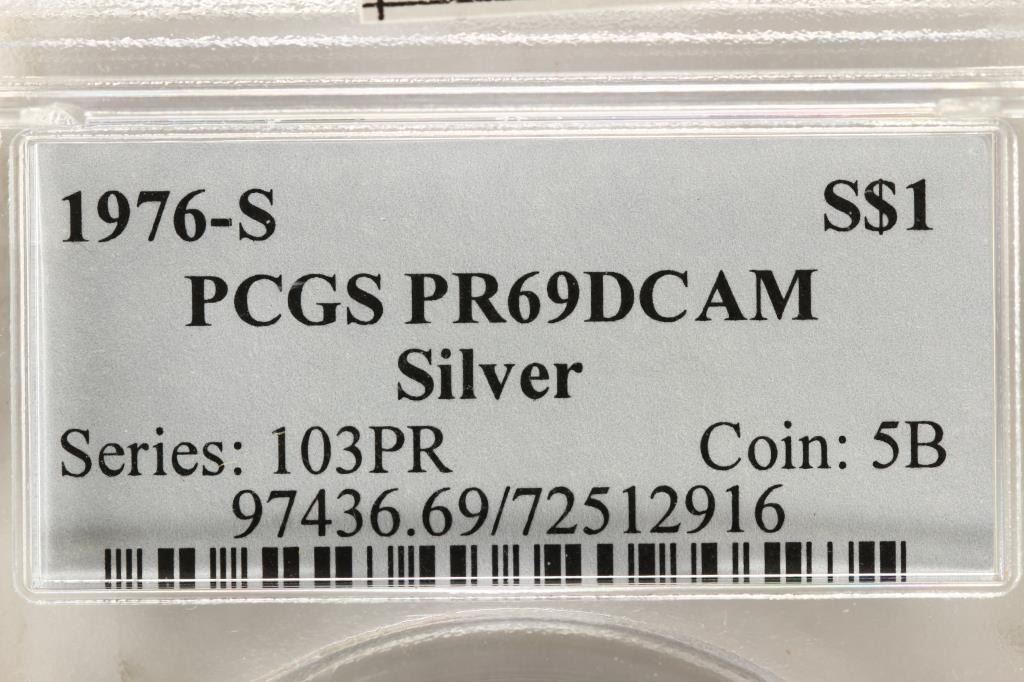 1976-S S$1
PCGS PR69DCAM
Silver
Series: 103PR Coin: 5B
97436.69/72512916